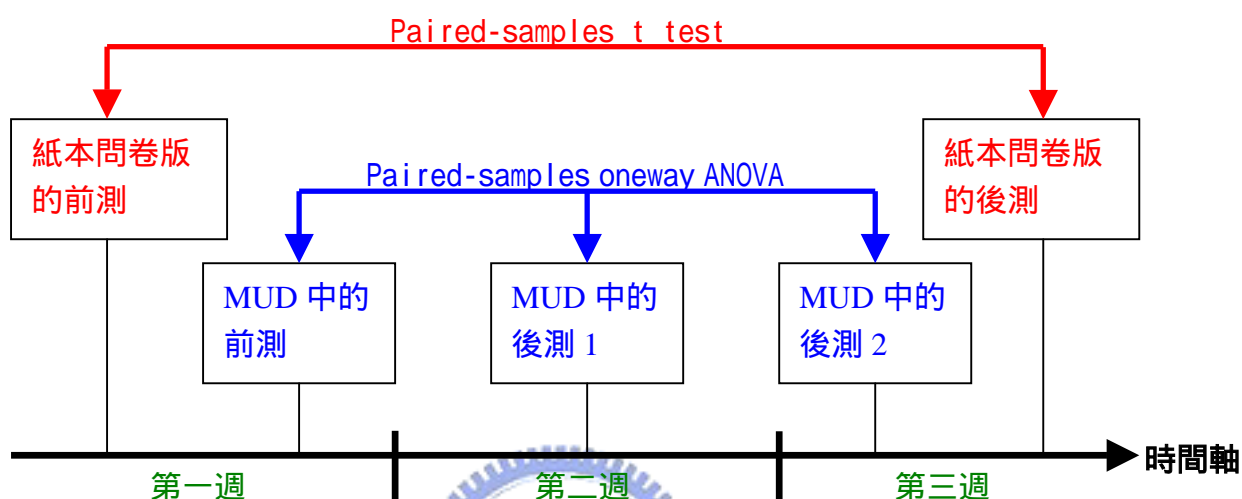 Paired-samples t test
紙本問卷版
的前測
紙本問卷版
的後測
Paired-samples oneway ANOVA
MUD 中的
前測
MUD 中的
後測 1
MUD 中的
後測 2
時間軸
第一週
第二週
第三週